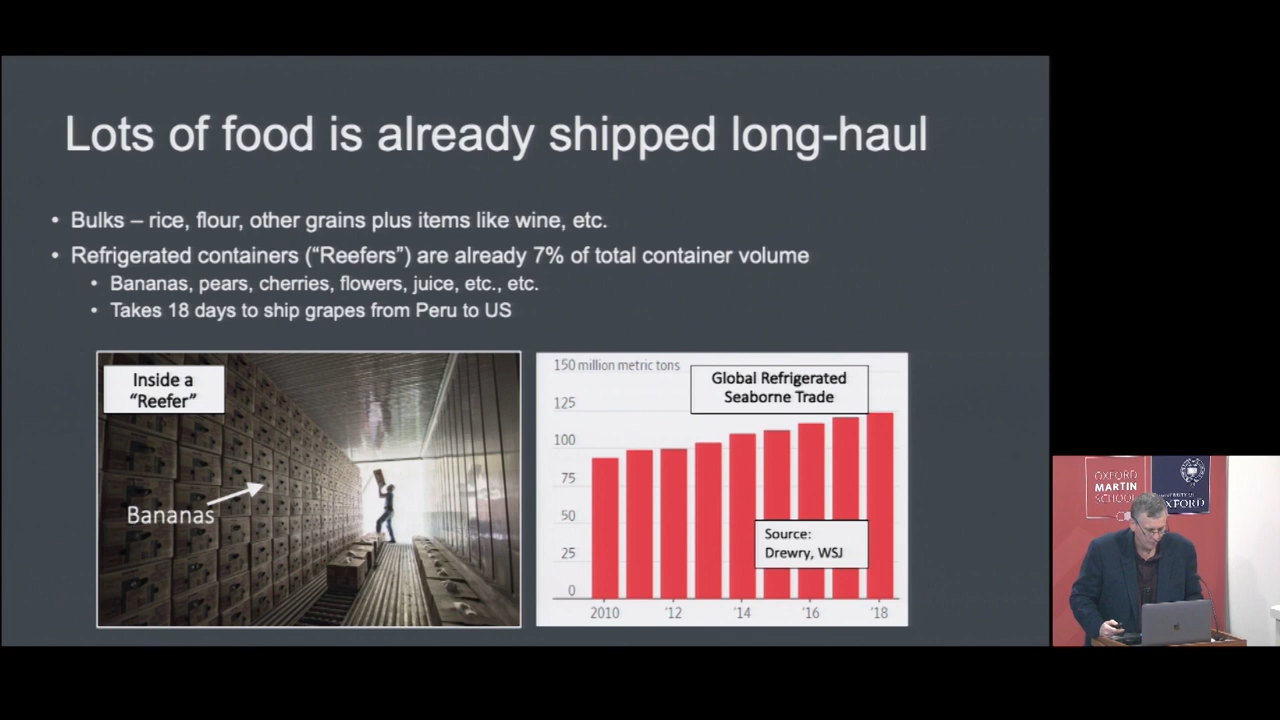 Lots of food is already shipped long-haul
• Bulks – rice, flour, other grains plus items like wine, etc.
• Refrigerated containers (“Reefers”) are already 7% of total container volume
• Bananas, pears, cherries, flowers, juice, etc., etc.
• Takes 18 days to ship grapes from Peru to US
Inside a
“Reefer”
Bananas
150 million metric tons
Global Refrigerated
Seaborne Trade
125
100
75
50
25
0
Source:
Drewry, WSJ
2010 '12 '14 '16 '18
OXFORD
MARTIN
SCHOOL
UNIVERSITY OF
OXFORD